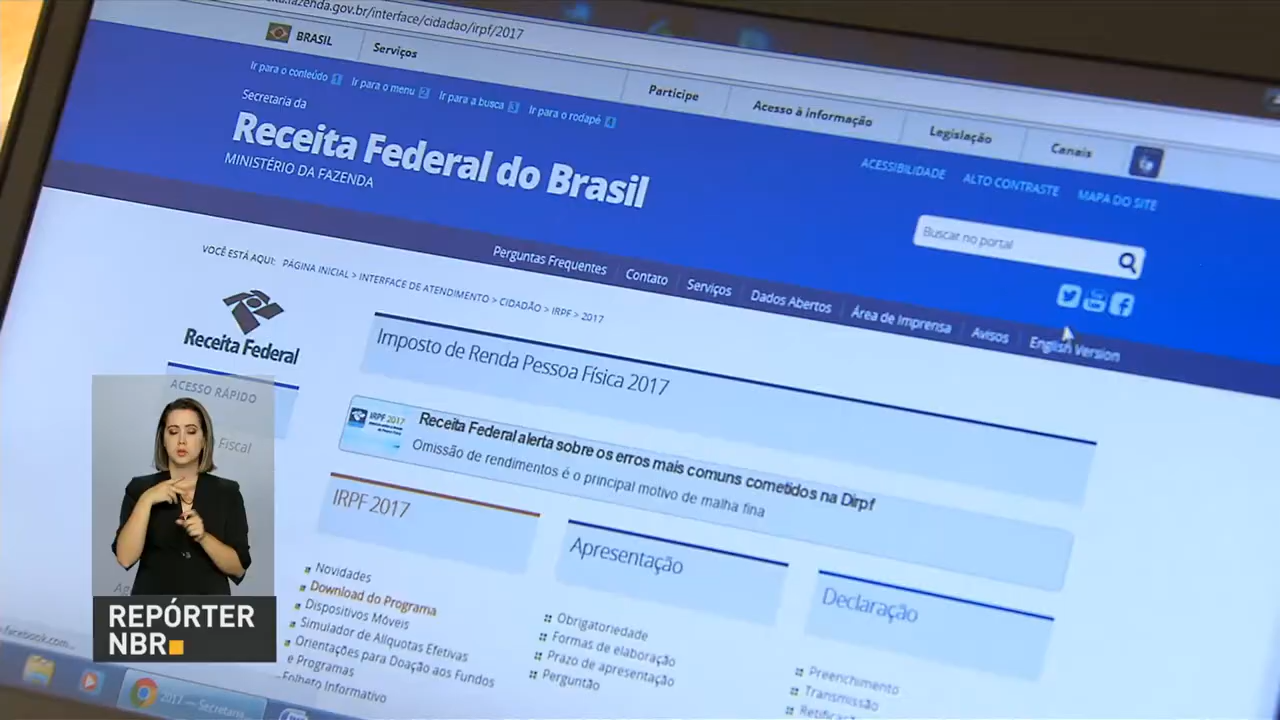 .fazenda.gov.br/interface/cidadao/irpf/2017
BRASIL
Serviços
Participe
Acesso à informação
Legislação
Canais
Ir para o conteúdo 1
Ir para o menu 2
Ir para a busca 3
Ir para o rodapé 4
ACESSIBILIDADE
ALTO CONTRASTE
MAPA DO SITE
Secretaria da
Receita Federal do Brasil
MINISTÉRIO DA FAZENDA
Buscar no portal
Perguntas Frequentes
Contato
Serviços
Dados Abertos
Área de Imprensa
Avisos
English Version
VOCÊ ESTÁ AQUI: PÁGINA INICIAL > INTERFACE DE ATENDIMENTO > CIDADÃO > IRPF > 2017
Receita Federal
ACESSO RÁPIDO
Fiscal
Imposto de Renda Pessoa Física 2017
IRPF 2017
Receita Federal alerta sobre os erros mais comuns cometidos na Dirpf
Omissão de rendimentos é o principal motivo de malha fina
IRPF 2017
Novidades
Download do Programa
Dispositivos Móveis
Simulador de Alíquotas Efetivas
Orientações para Doação aos Fundos
e Programas
Folheto Informativo
Apresentação
Obrigatoriedade
Formas de elaboração
Prazo de apresentação
Perguntão
Declaração
Preenchimento
Transmissão
REPÓRTER
NBR
.facebook.com...
2017 — Secretaria